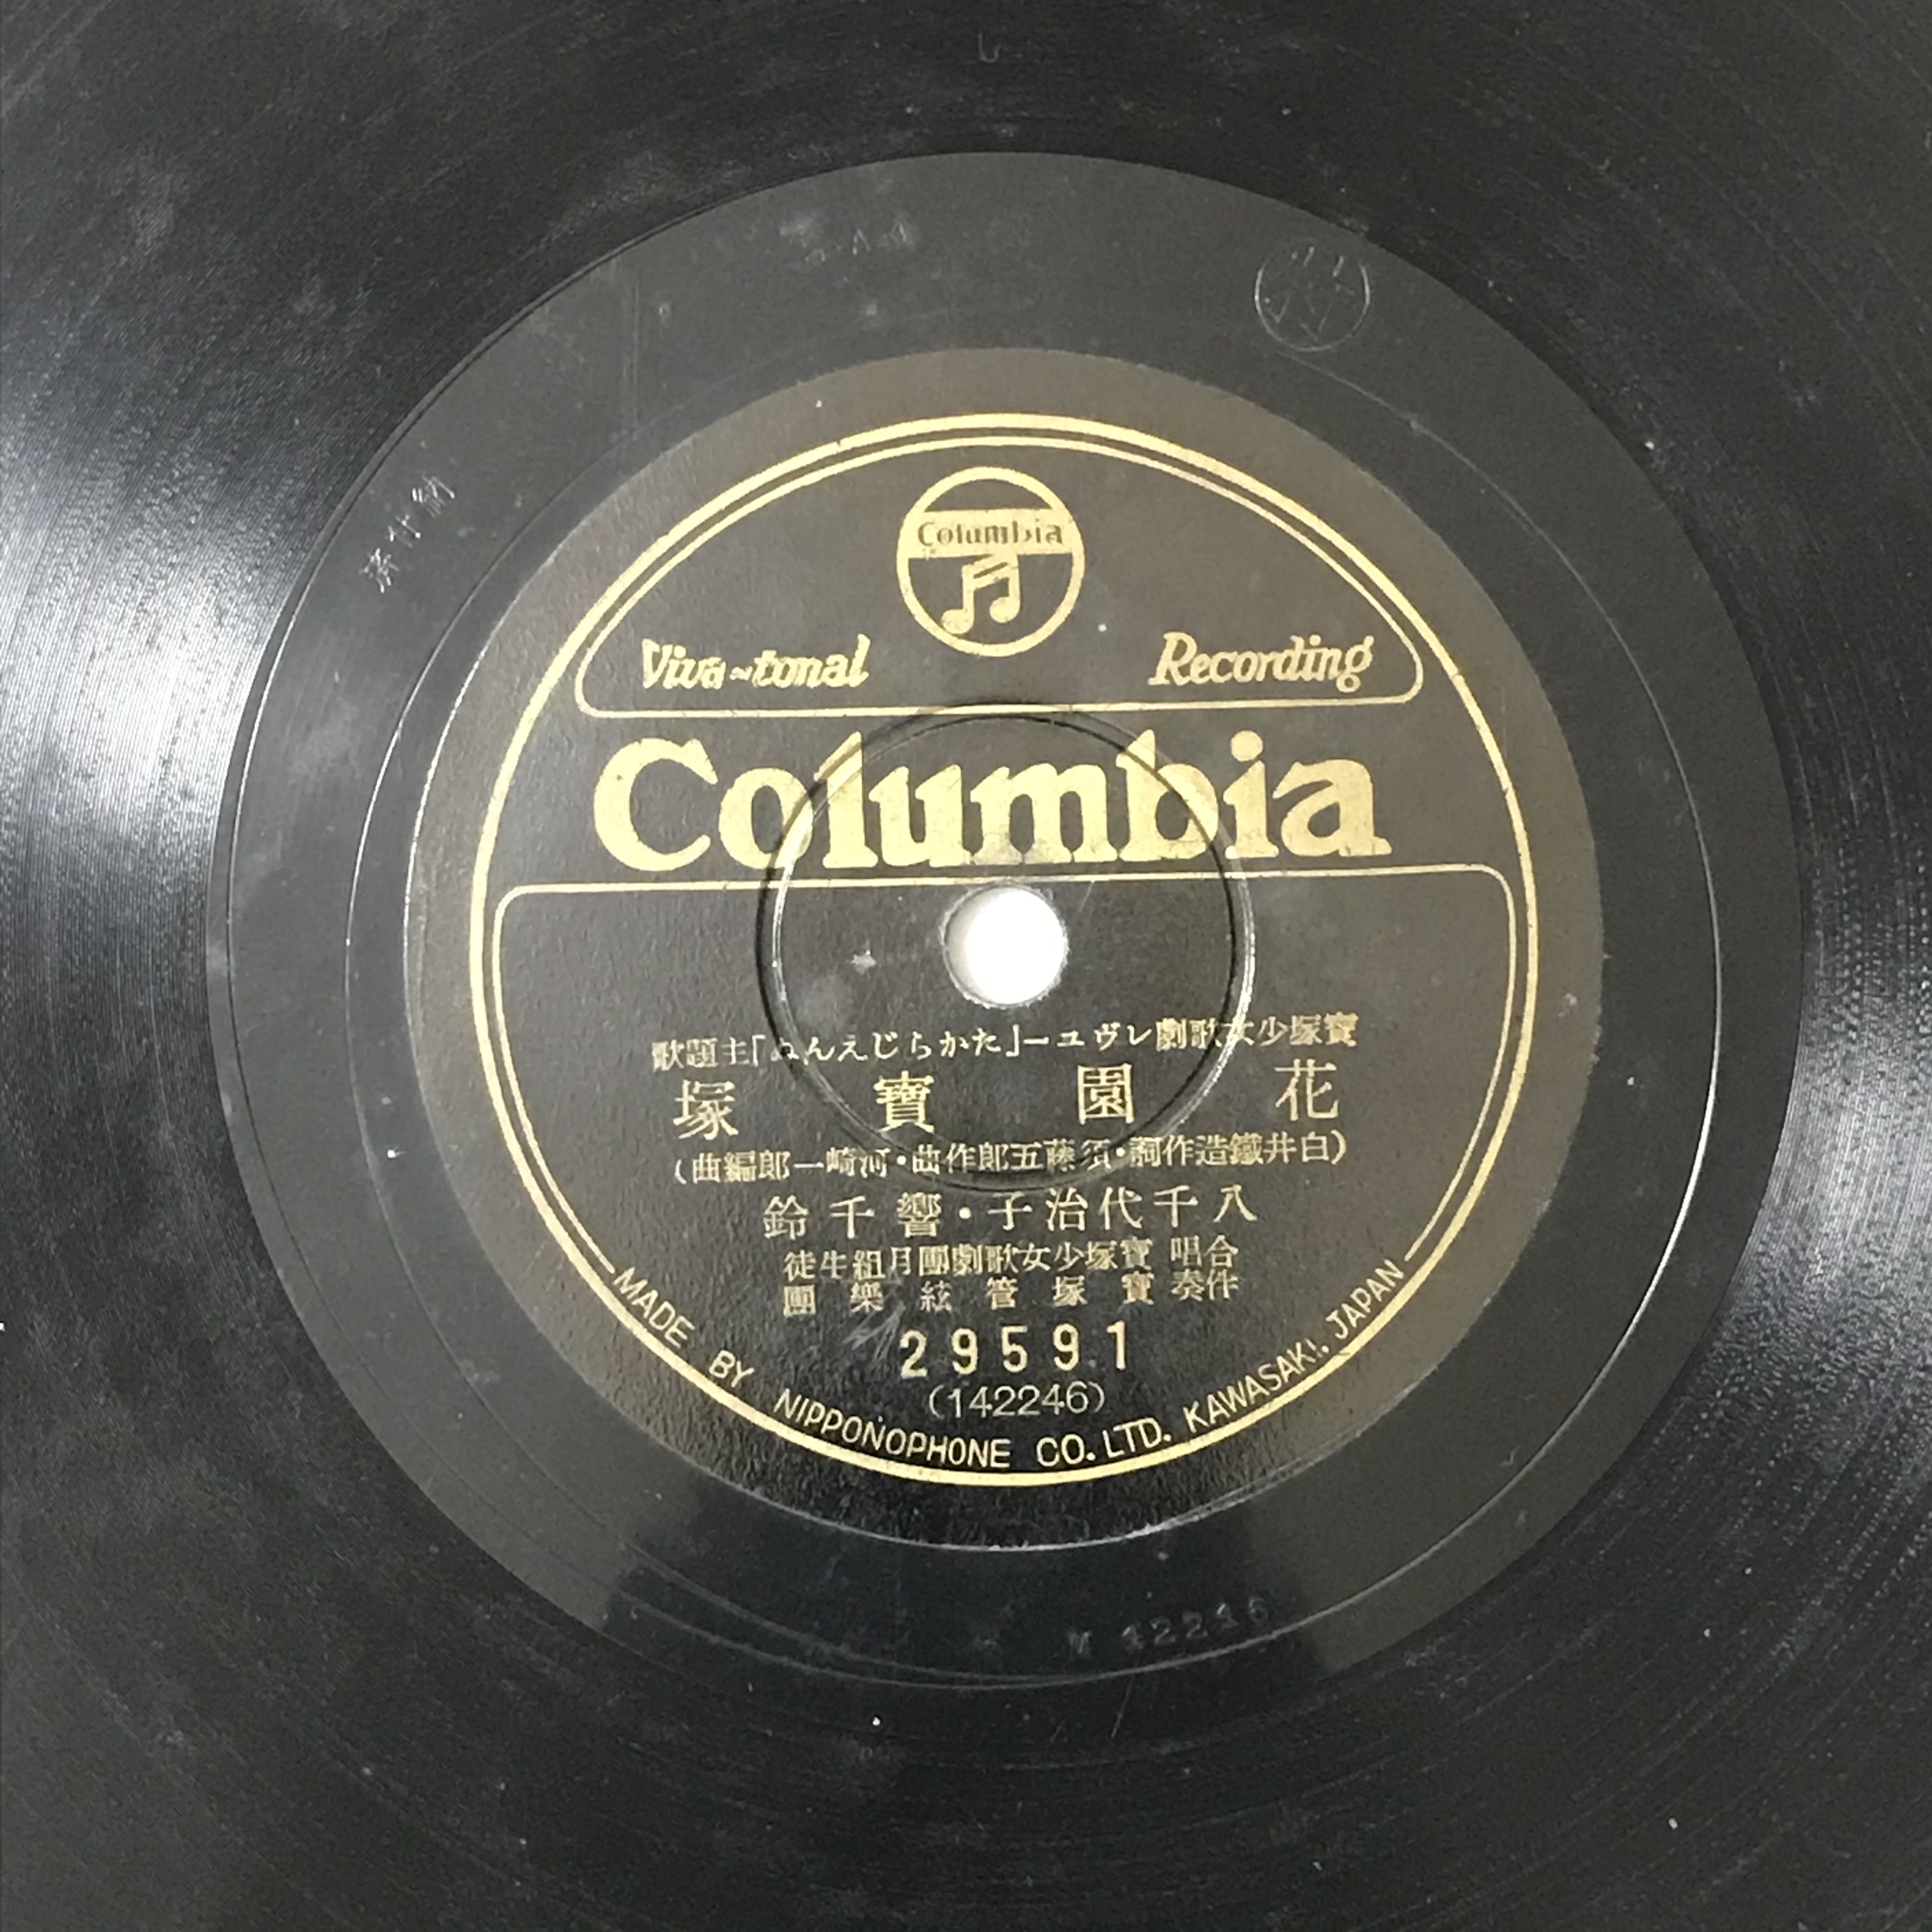 Columbia
Viva-tonal Recording
Columbia
寶塚少女歌劇レヴユー「たからじえんぬ」主題歌
花園寶塚
(白井鐵造作詞・須藤五郎作曲・河崎一郎編曲)
八千代治子・響千鈴
合唱 寶塚少女歌劇團月組生徒
伴奏 寶塚管絃樂團
29591
(142246)
MADE BY NIPPONOPHONE CO. LTD. KAWASAKI, JAPAN